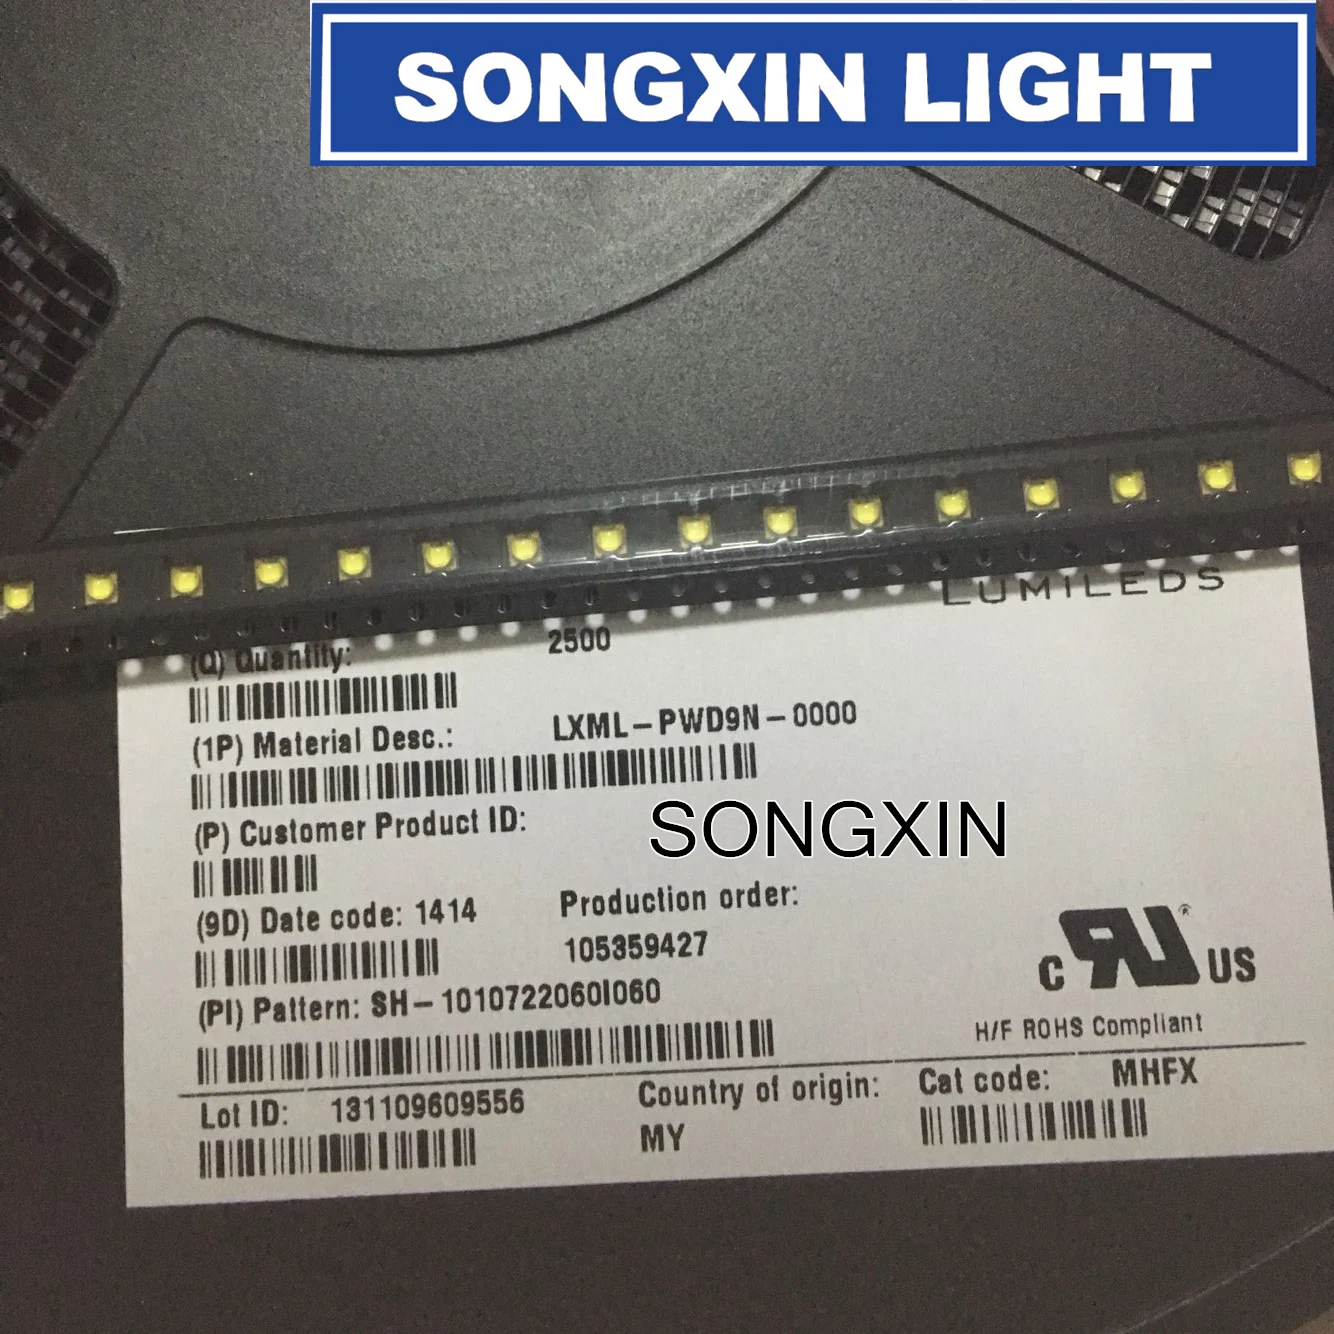 SONGXIN LIGHT
LUMILEDS
(Q) Quantity: 2500
(1P) Material Desc.: LXML-PWD9N-0000
(P) Customer Product ID:
SONGXIN
(9D) Date code: 1414 Production order:
105359427
(PI) Pattern: SH-1010722060I060
C RU ® US
H/F ROHS Compliant
Lot ID: 131109609556 Country of origin: Cat code: MHFX
MY